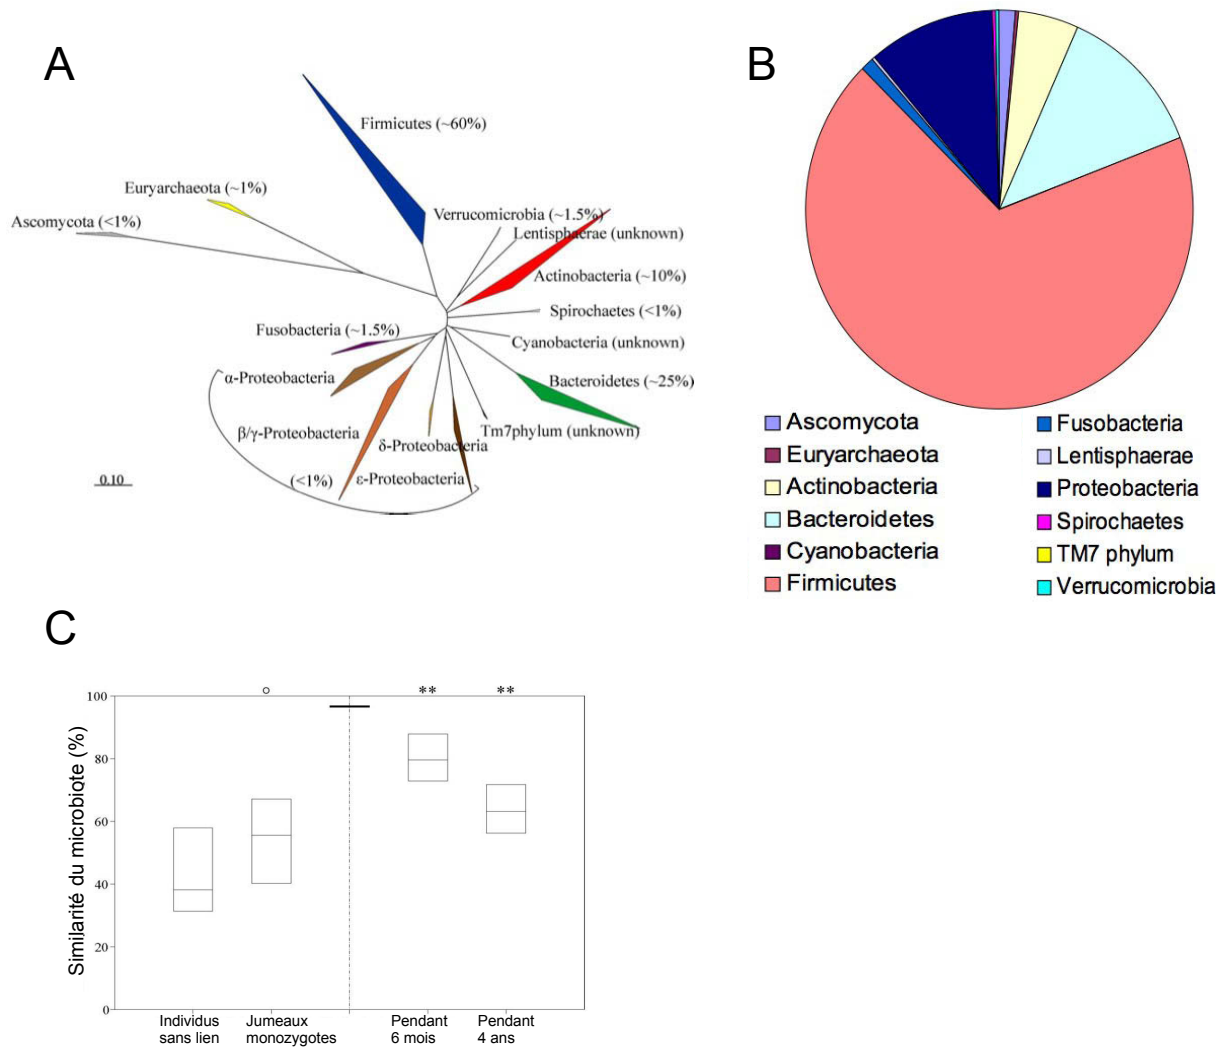 A
Firmicutes (~60%)
Euryarchaeota (~1%)
Ascomycota (<1%)
Verrucomicrobia (~1.5%)
Lentisphaerae (unknown)
Actinobacteria (~10%)
Spirochaetes (<1%)
Fusobacteria (~1.5%)
Cyanobacteria (unknown)
α-Proteobacteria
Bacteroidetes (~25%)
β/γ-Proteobacteria
Tm7phylum (unknown)
δ-Proteobacteria
(<1%)
ε-Proteobacteria
0.10
B
Ascomycota
Euryarchaeota
Actinobacteria
Bacteroidetes
Cyanobacteria
Firmicutes
Fusobacteria
Lentisphaerae
Proteobacteria
Spirochaetes
TM7 phylum
Verrucomicrobia
C
Similarité du microbiote (%)
100
80
60
40
20
0
° ** **
Individus
sans lien
Jumeaux
monozygotes
Pendant
6 mois
Pendant
4 ans